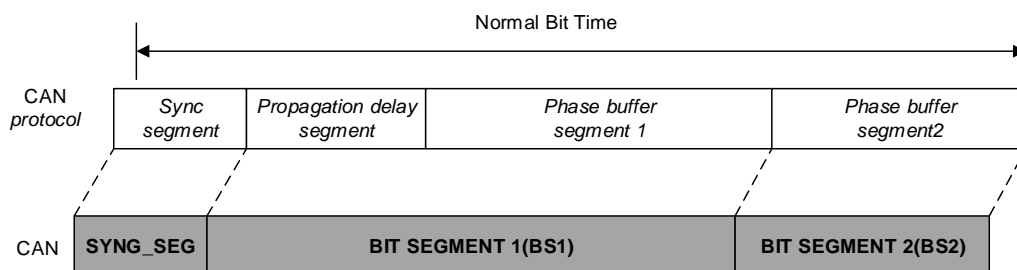 Normal Bit Time
CAN
protocol
Sync
segment
Propagation delay
segment
Phase buffer
segment 1
Phase buffer
segment2
CAN
SYNG_SEG
BIT SEGMENT 1(BS1)
BIT SEGMENT 2(BS2)